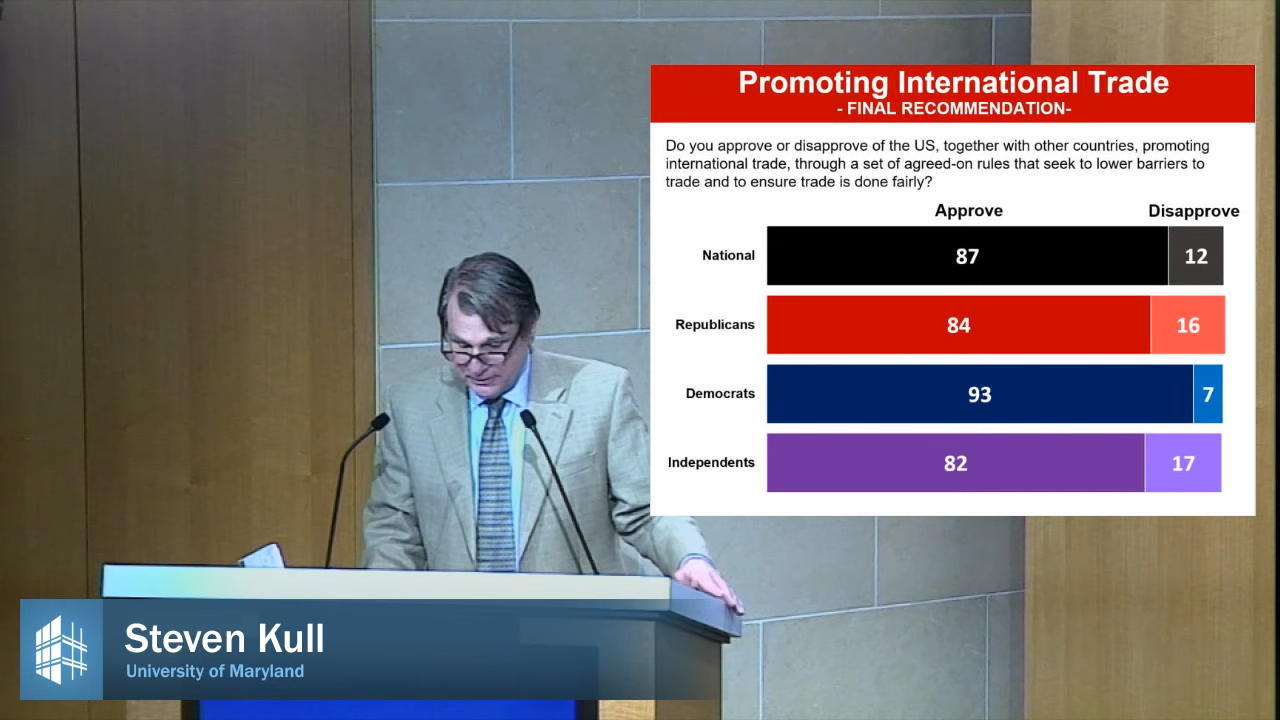 Promoting International Trade
- FINAL RECOMMENDATION-
Do you approve or disapprove of the US, together with other countries, promoting
international trade, through a set of agreed-on rules that seek to lower barriers to
trade and to ensure trade is done fairly?
Approve Disapprove
National 87 12
Republicans 84 16
Democrats 93 7
Independents 82 17
Steven Kull
University of Maryland